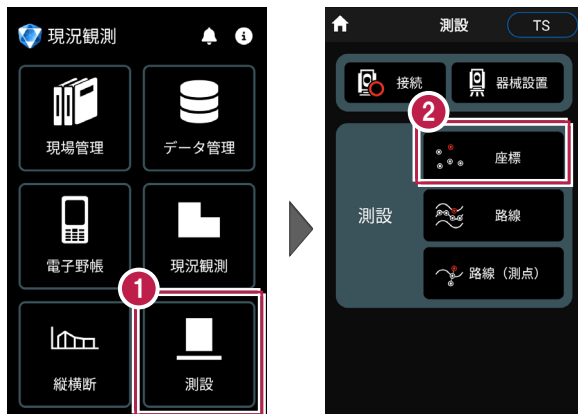 現況観測
現場管理
データ管理
電子野帳
現況観測
1
縦横断
測設
測設
TS
接続
器械設置
2
測設
座標
路線
路線（測点）